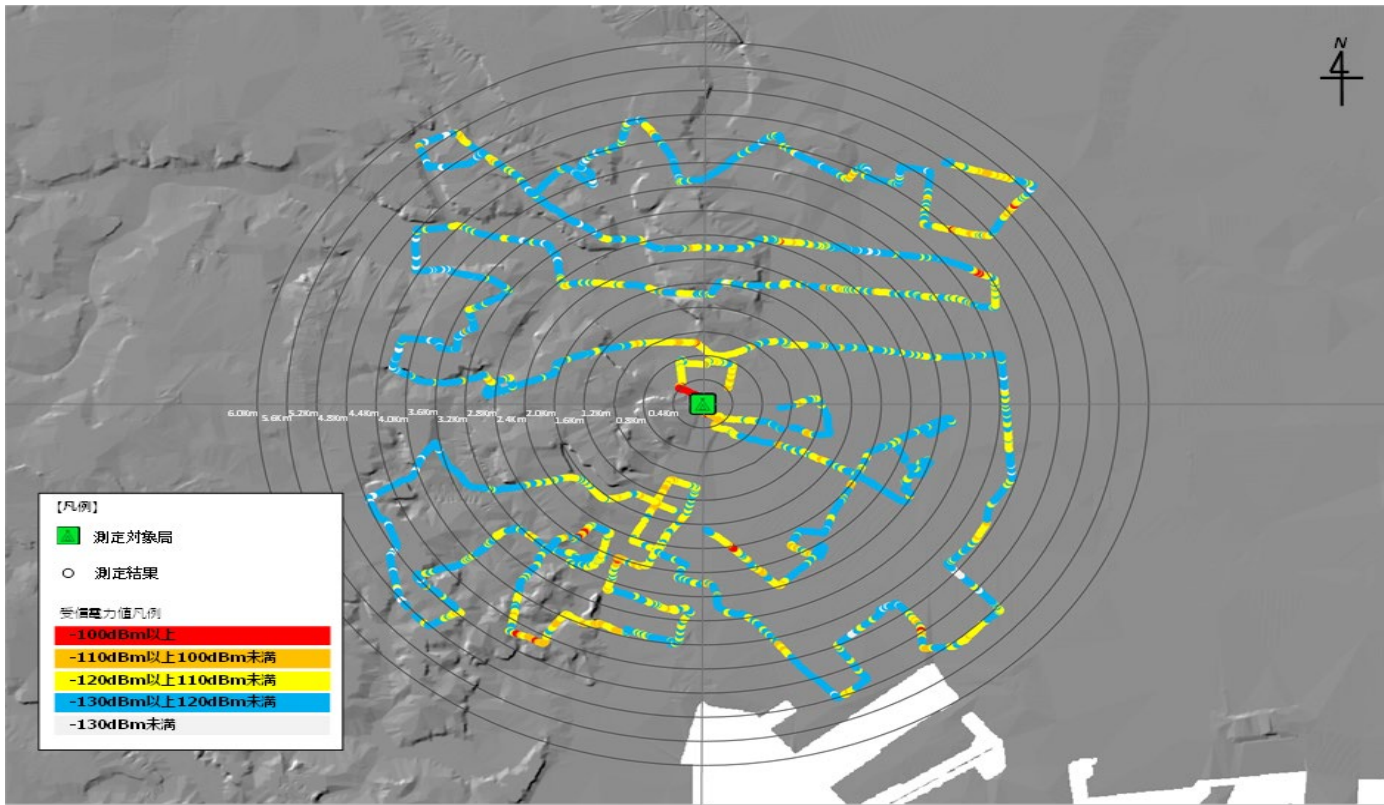 N
6.0Km
5.6Km
5.2Km
4.8Km
4.4Km
4.0Km
3.6Km
3.2Km
2.8Km
2.4Km
2.0Km
1.6Km
1.2Km
0.8Km
0.4Km
【凡例】
測定対象局
測定結果
受信電力値凡例
-100dBm以上
-110dBm以上100dBm未満
-120dBm以上110dBm未満
-130dBm以上120dBm未満
-130dBm未満